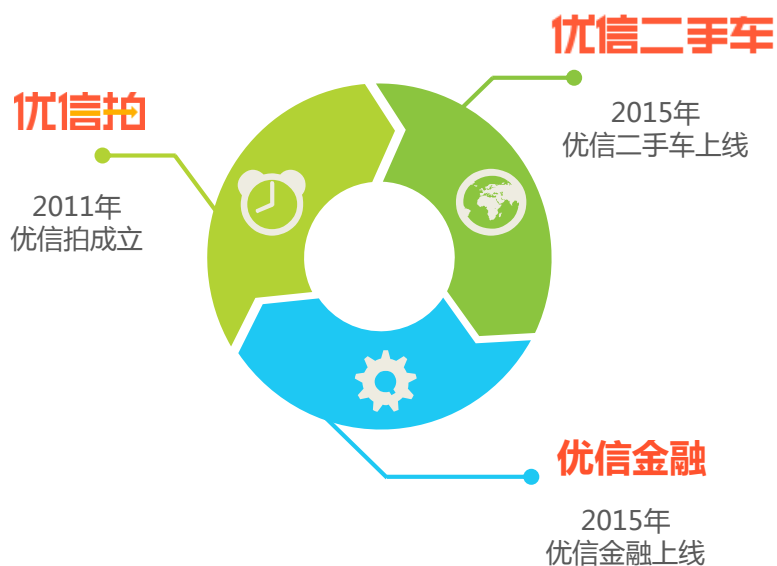 优信二手车
2015年
优信二手车上线
优信拍
2011年
优信拍成立
优信金融
2015年
优信金融上线